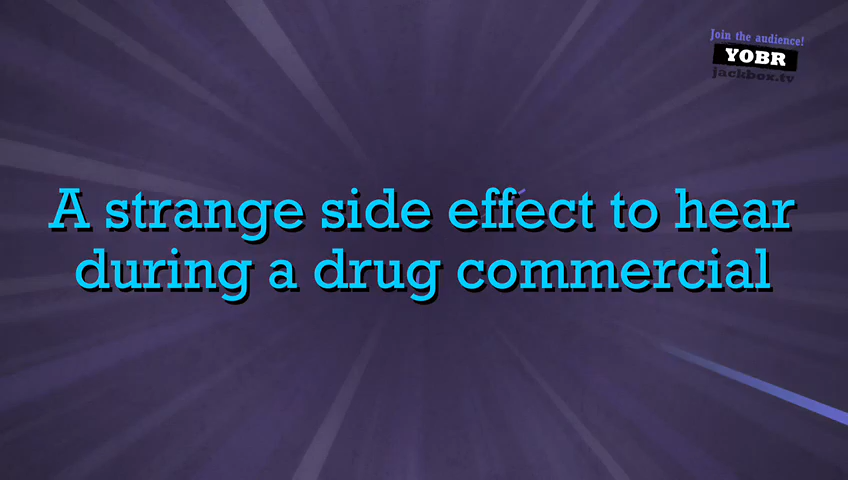 Join the audience!
YOBR
jackbox.tv
A strange side effect to hear
during a drug commercial